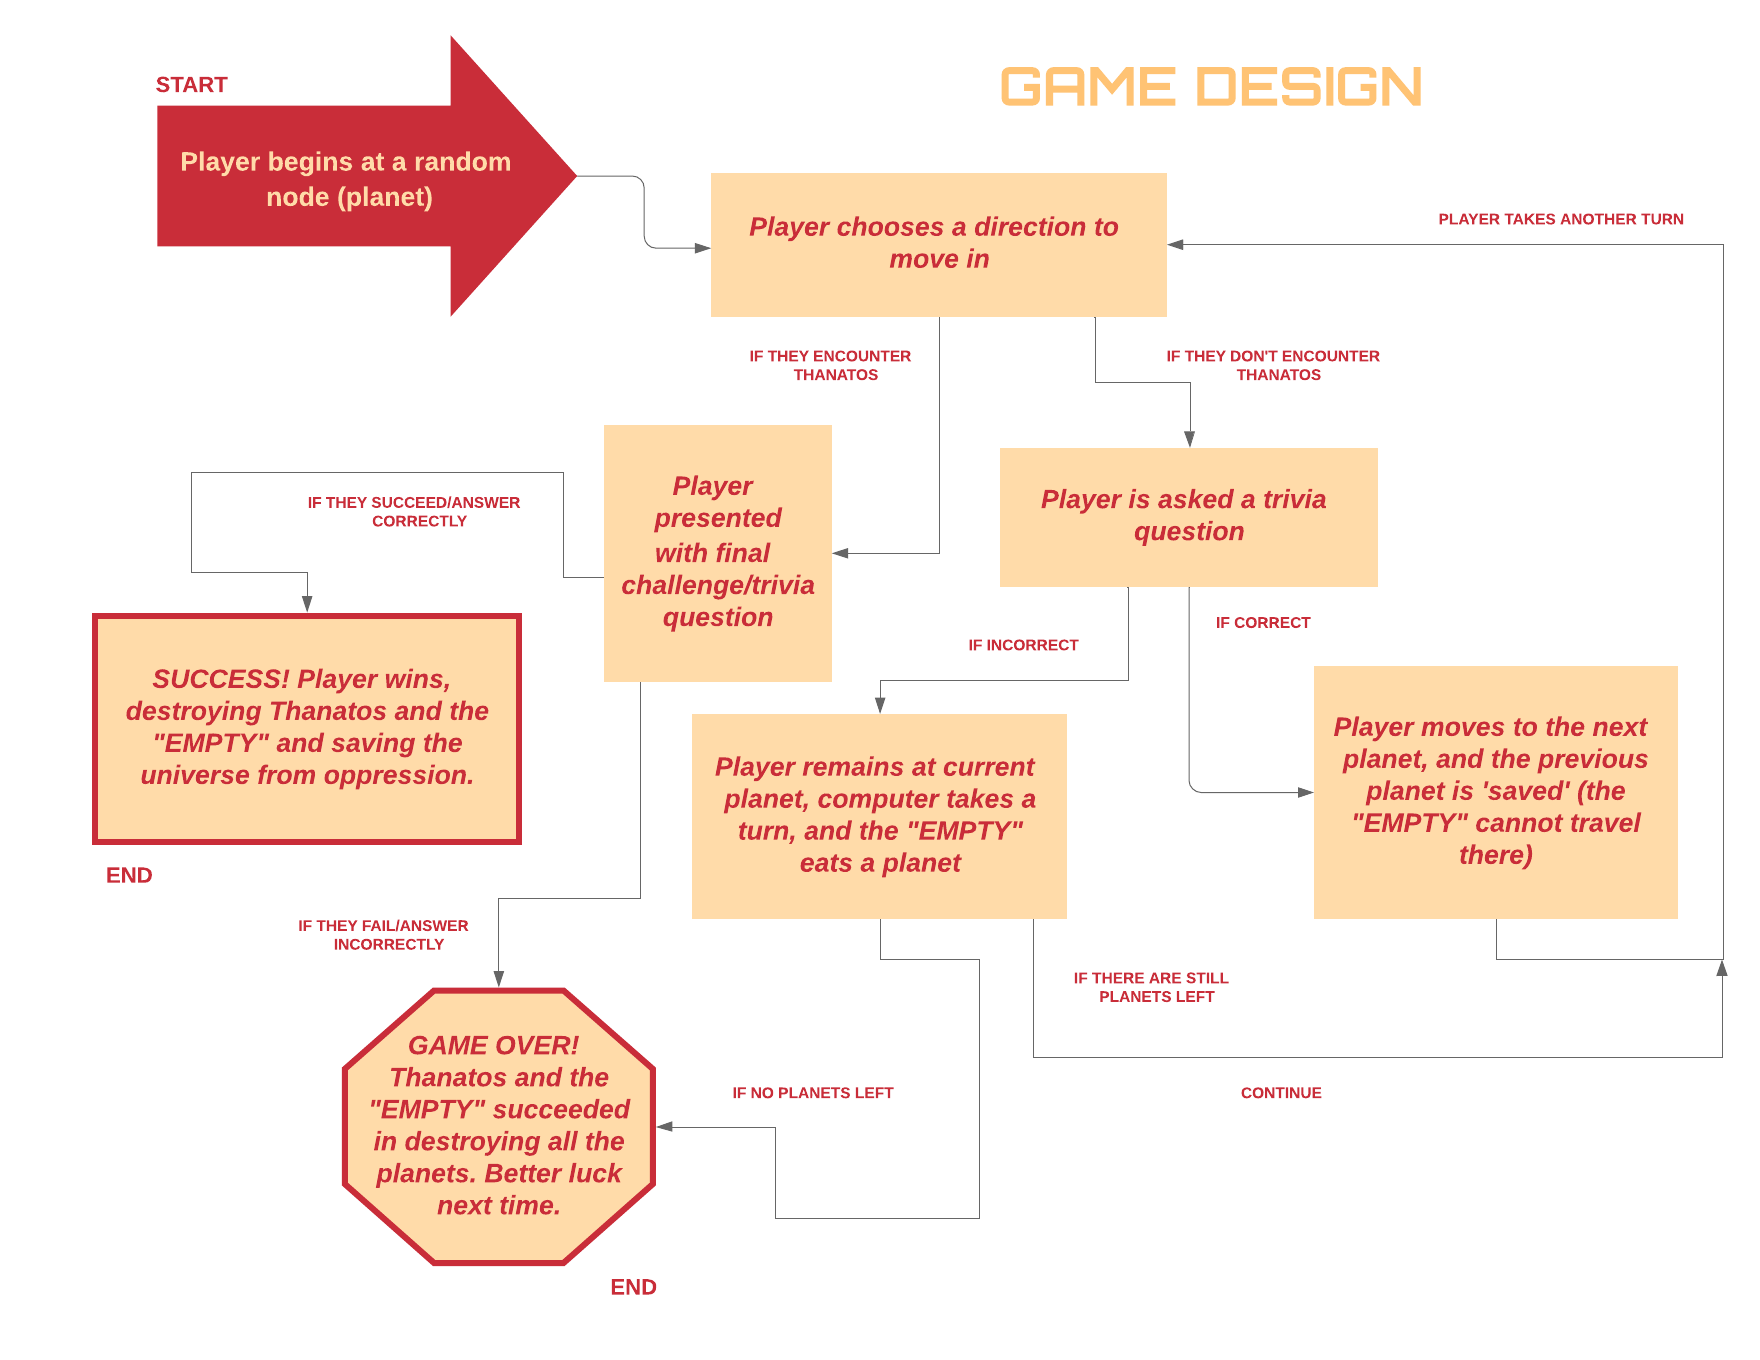 START
Player begins at a random
node (planet)
GAME DESIGN
Player chooses a direction to
move in
PLAYER TAKES ANOTHER TURN
IF THEY ENCOUNTER
THANATOS
IF THEY DON'T ENCOUNTER
THANATOS
Player
presented
with final
challenge/trivia
question
Player is asked a trivia
question
IF THEY SUCCEED/ANSWER
CORRECTLY
IF CORRECT
IF INCORRECT
SUCCESS! Player wins,
destroying Thanatos and the
"EMPTY" and saving the
universe from oppression.
END
Player remains at current
planet, computer takes a
turn, and the "EMPTY"
eats a planet
Player moves to the next
planet, and the previous
planet is 'saved' (the
"EMPTY" cannot travel
there)
IF THEY FAIL/ANSWER
INCORRECTLY
IF THERE ARE STILL
PLANETS LEFT
GAME OVER!
Thanatos and the
"EMPTY" succeeded
in destroying all the
planets. Better luck
next time.
IF NO PLANETS LEFT
CONTINUE
END